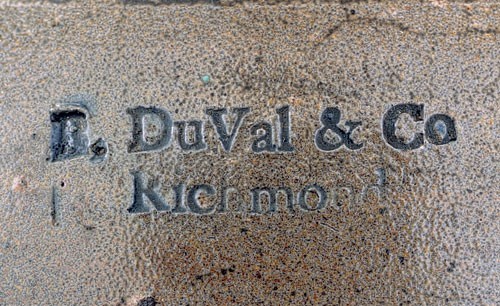 B. DuVal & Co
Richmond